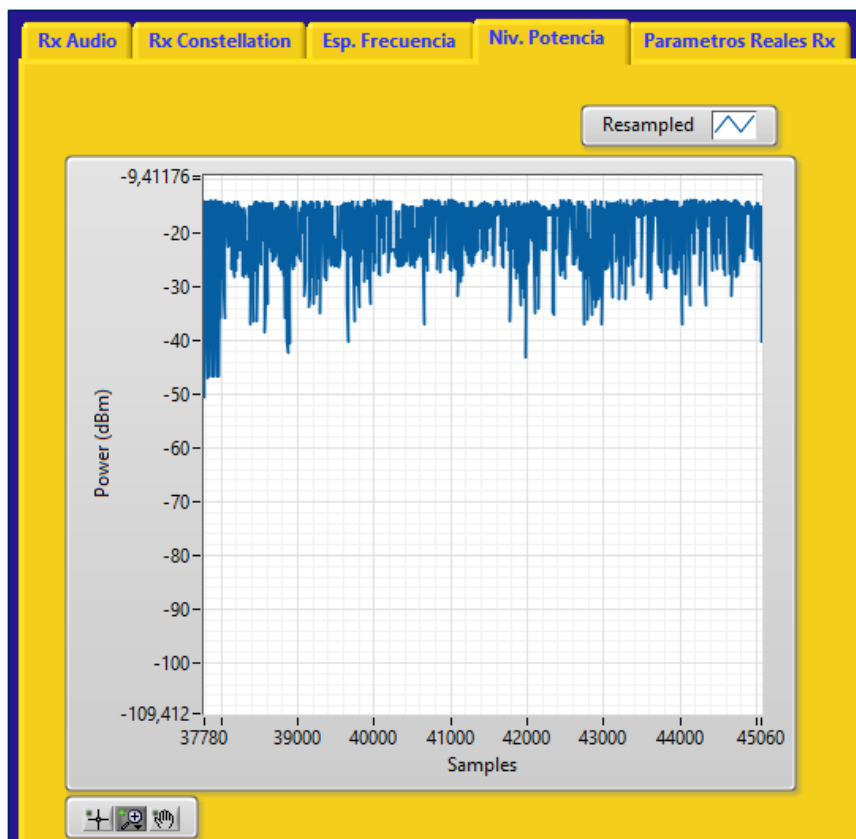 Rx Audio Rx Constellation Esp. Frecuencia Niv. Potencia Parametros Reales Rx
Resampled
Power (dBm)
-9,41176
-20
-30
-40
-50
-60
-70
-80
-90
-100
-109,412
37780 39000 40000 41000 42000 43000 44000 45060
Samples